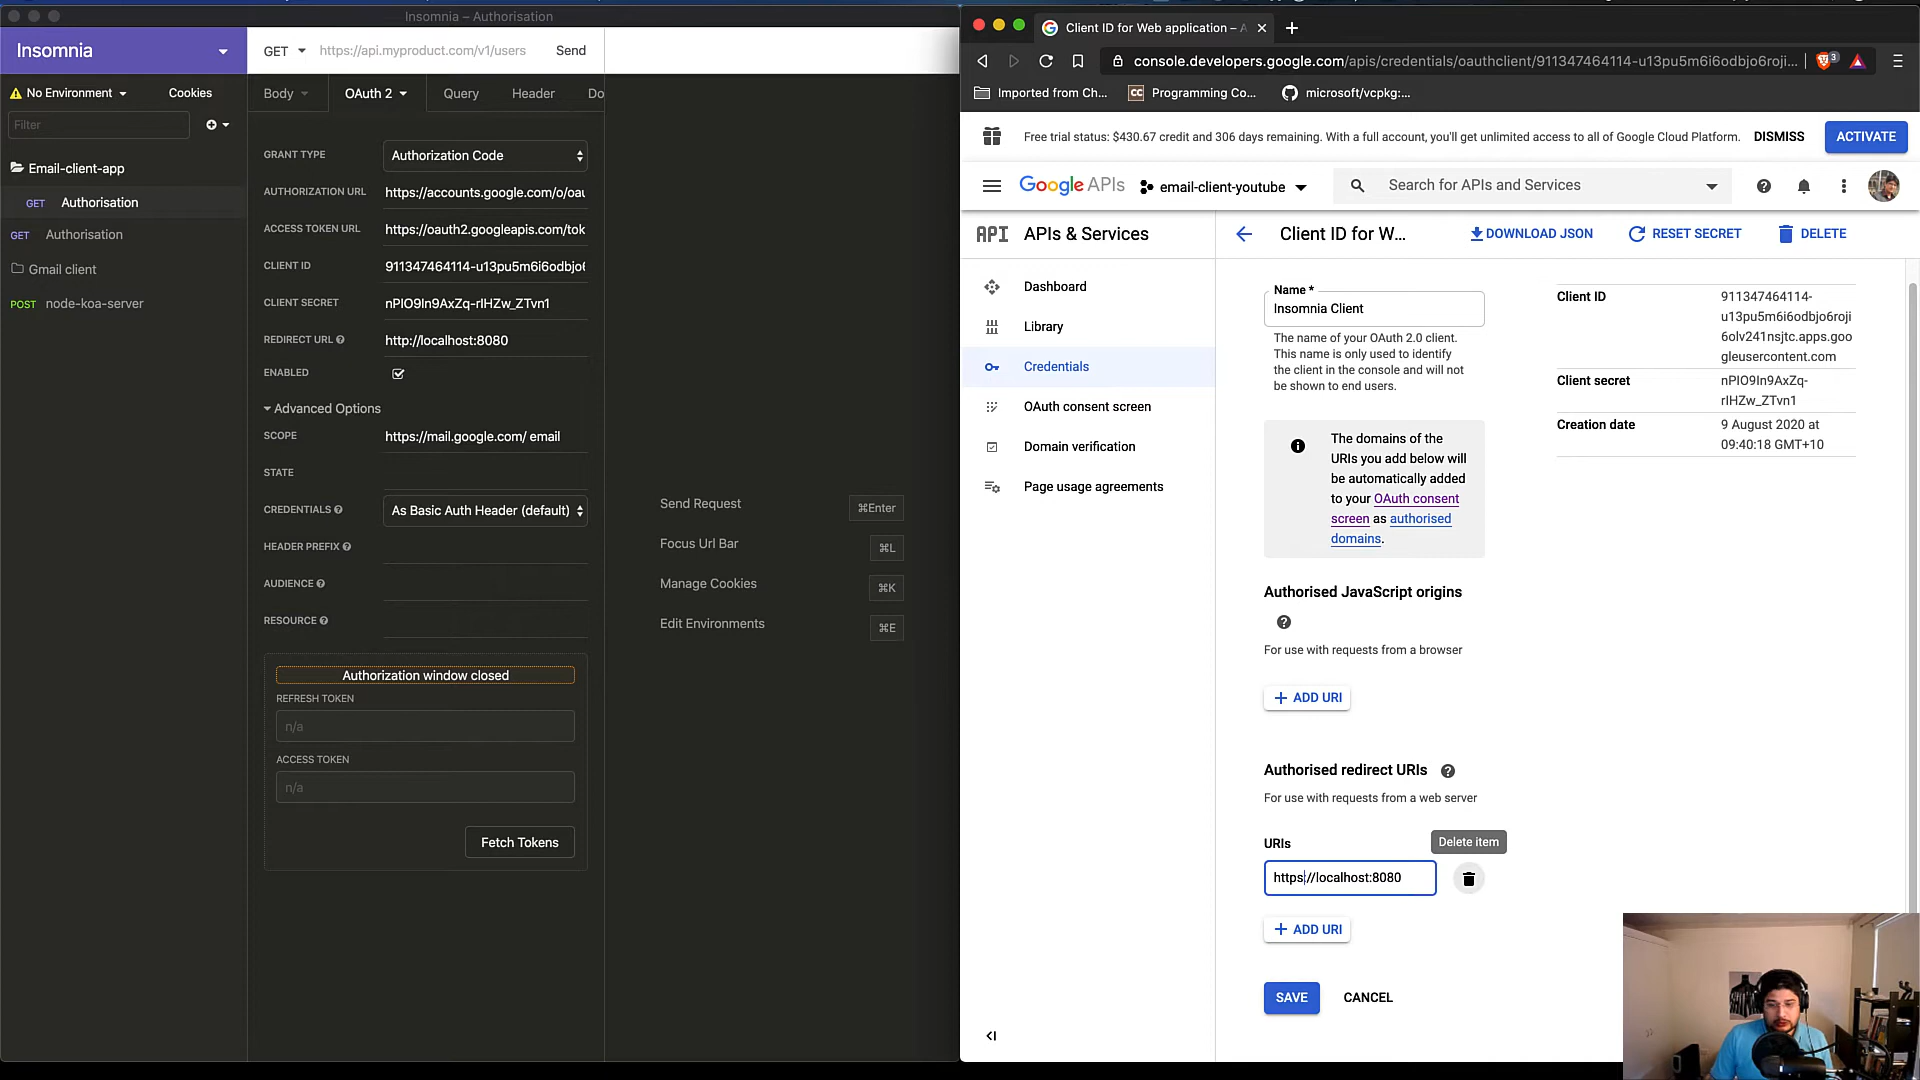 Insomnia – Authorisation
Insomnia
GET
https://api.myproduct.com/v1/users
Send
No Environment
Cookies
Body
OAuth 2
Query
Header
Do
Filter
Email-client-app
GET Authorisation
GET Authorisation
Gmail client
POST node-koa-server
GRANT TYPE
Authorization Code
AUTHORIZATION URL
https://accounts.google.com/o/oau
ACCESS TOKEN URL
https://oauth2.googleapis.com/tok
CLIENT ID
911347464114-u13pu5m6i6odbjo6
CLIENT SECRET
nPlO9In9AxZq-rIHZw_ZTvn1
REDIRECT URL
http://localhost:8080
ENABLED
Advanced Options
SCOPE
https://mail.google.com/ email
STATE
CREDENTIALS
As Basic Auth Header (default)
HEADER PREFIX
AUDIENCE
RESOURCE
Authorization window closed
REFRESH TOKEN
n/a
ACCESS TOKEN
n/a
Fetch Tokens
Send Request
⌘Enter
Focus Url Bar
⌘L
Manage Cookies
⌘K
Edit Environments
⌘E
Client ID for Web application – A
console.developers.google.com/apis/credentials/oauthclient/911347464114-u13pu5m6i6odbjo6roji...
3
Imported from Ch...
CC Programming Co...
microsoft/vcpkg:...
Free trial status: $430.67 credit and 306 days remaining. With a full account, you'll get unlimited access to all of Google Cloud Platform.
DISMISS
ACTIVATE
Google APIs
email-client-youtube
Search for APIs and Services
API APIs & Services
Client ID for W...
DOWNLOAD JSON
RESET SECRET
DELETE
Dashboard
Library
Credentials
OAuth consent screen
Domain verification
Page usage agreements
Name *
Insomnia Client
The name of your OAuth 2.0 client.
This name is only used to identify
the client in the console and will not
be shown to end users.
The domains of the
URIs you add below will
be automatically added
to your OAuth consent
screen as authorised
domains.
Client ID
911347464114-
u13pu5m6i6odbjo6roji
6olv241nsjtc.apps.goo
gleusercontent.com
Client secret
nPlO9In9AxZq-
rIHZw_ZTvn1
Creation date
9 August 2020 at
09:40:18 GMT+10
Authorised JavaScript origins
For use with requests from a browser
ADD URI
Authorised redirect URIs
For use with requests from a web server
URIs
Delete item
https//localhost:8080
ADD URI
SAVE
CANCEL